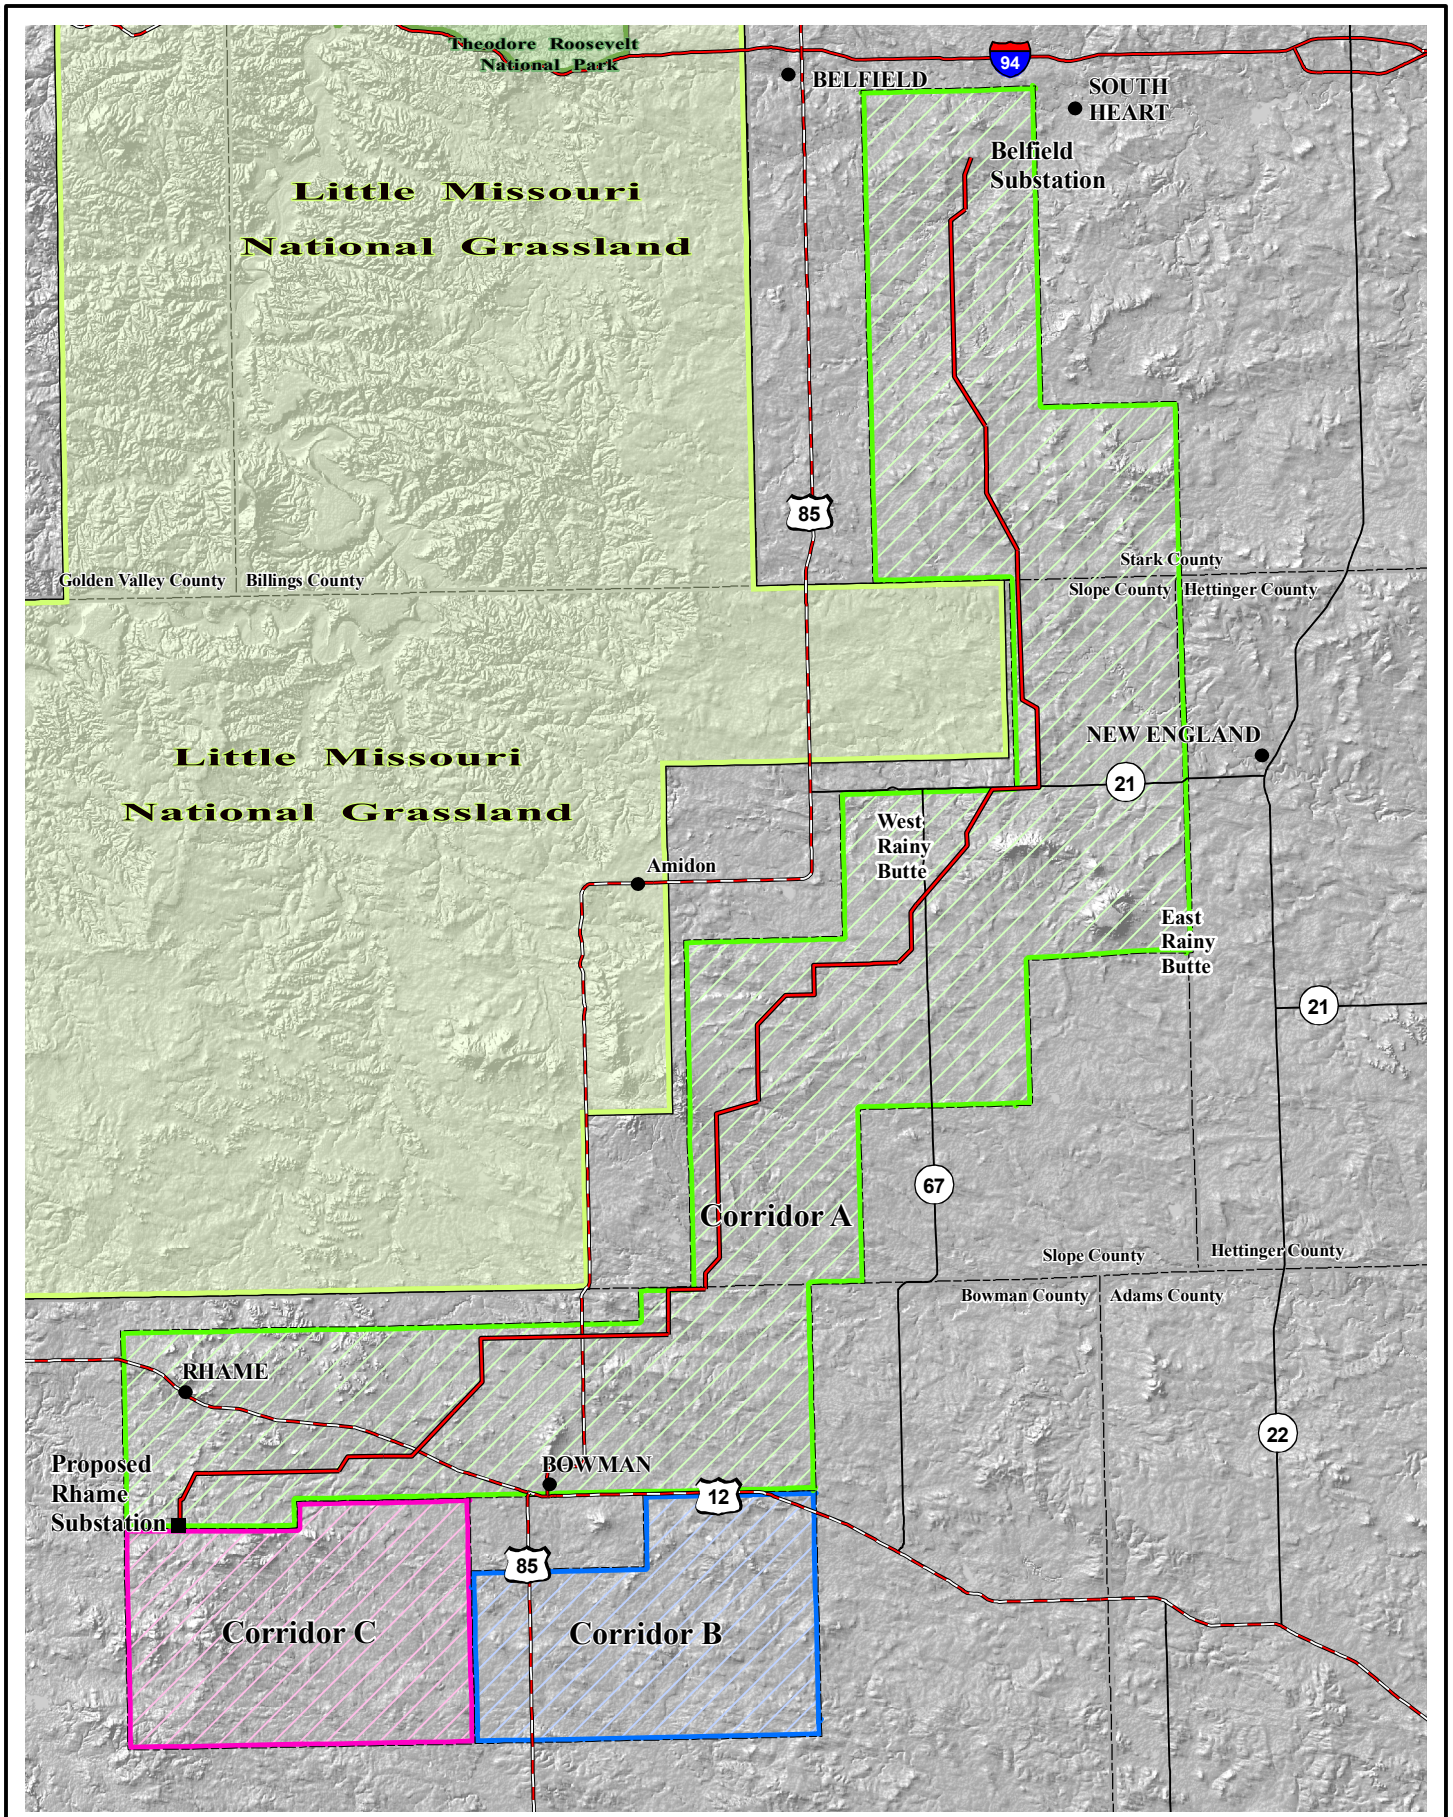 Theodore Roosevelt
National Park
94
BELFIELD
SOUTH
HEART
Belfield
Substation
Little Missouri
National Grassland
85
Stark County
Golden Valley County
Billings County
Slope County
Hettinger County
NEW ENGLAND
Little Missouri
National Grassland
21
West
Rainy
Butte
Amidon
East
Rainy
Butte
21
67
Corridor A
Slope County
Hettinger County
Bowman County
Adams County
RHAME
22
Proposed
Rhame
Substation
BOWMAN
12
85
Corridor C
Corridor B